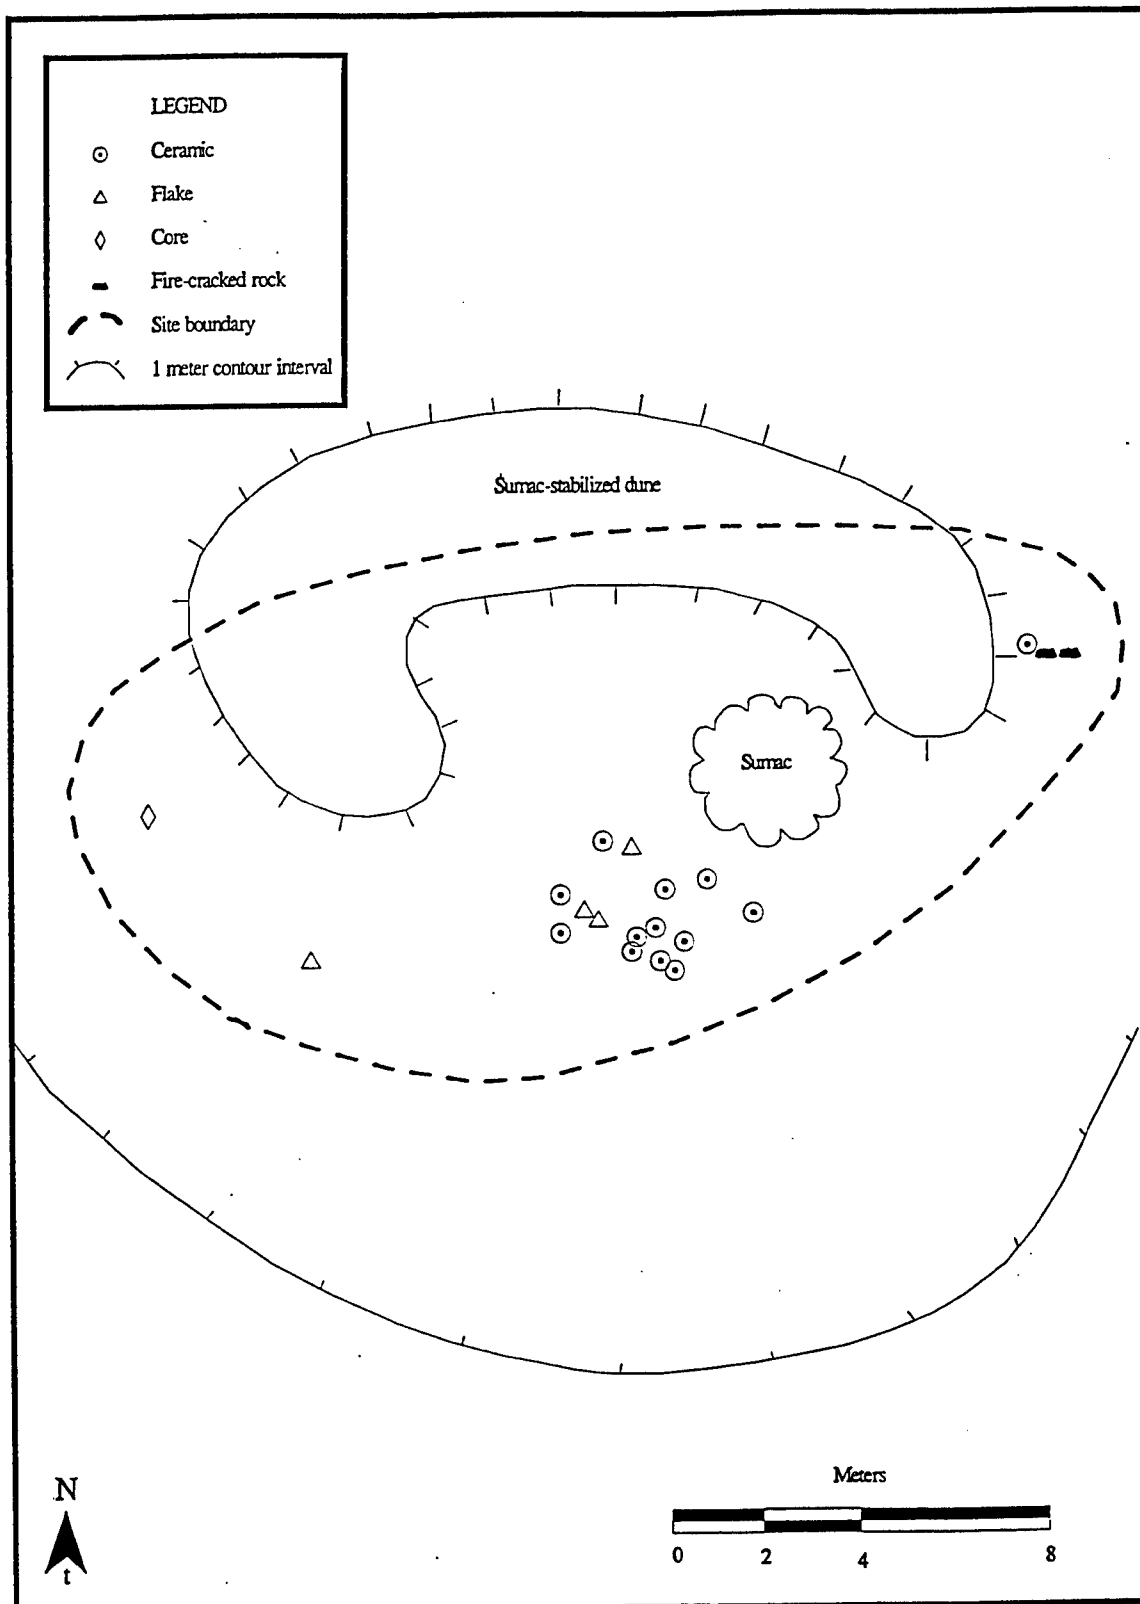 LEGEND
Ceramic
Flake
Core
Fire-cracked rock
Site boundary
1 meter contour interval
Sumac-stabilized dune
Sumac
N
t
Meters
0 2 4 8